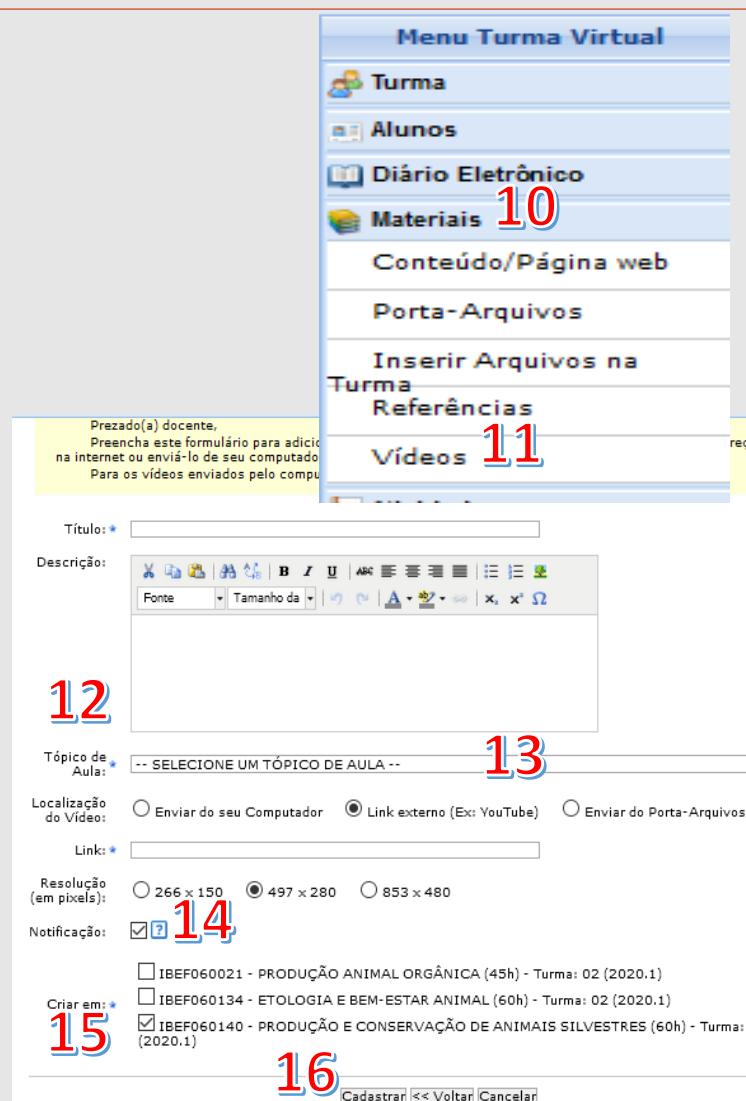 Menu Turma Virtual
Turma
Alunos
Diário Eletrônico
10
Materiais
Conteúdo/Página web
Porta-Arquivos
Inserir Arquivos na
Turma
Referências
Vídeos 11
Prezado(a) docente,
Preencha este formulário para
na internet ou enviá-lo de seu
Para os vídeos enviados pelo
Título: *
Descrição:
B I U ABC
Fonte Tamanho da A x₂ x² Ω
12
13
Tópico de
Aula: * -- SELECIONE UM TÓPICO DE AULA --
Localização
do Vídeo: Enviar do seu Computador Link externo (Ex: YouTube) Enviar do Porta-Arquivos
Link: *
Resolução
(em pixels): 266 x 150 497 x 280 853 x 480
Notificação: ? 14
IBEF060021 - PRODUÇÃO ANIMAL ORGÂNICA (45h) - Turma: 02 (2020.1)
Criar em: * IBEF060134 - ETOLOGIA E BEM-ESTAR ANIMAL (60h) - Turma: 02 (2020.1)
15 IBEF060140 - PRODUÇÃO E CONSERVAÇÃO DE ANIMAIS SILVESTRES (60h) - Turma:
(2020.1)
16
Cadastrar << Voltar Cancelar